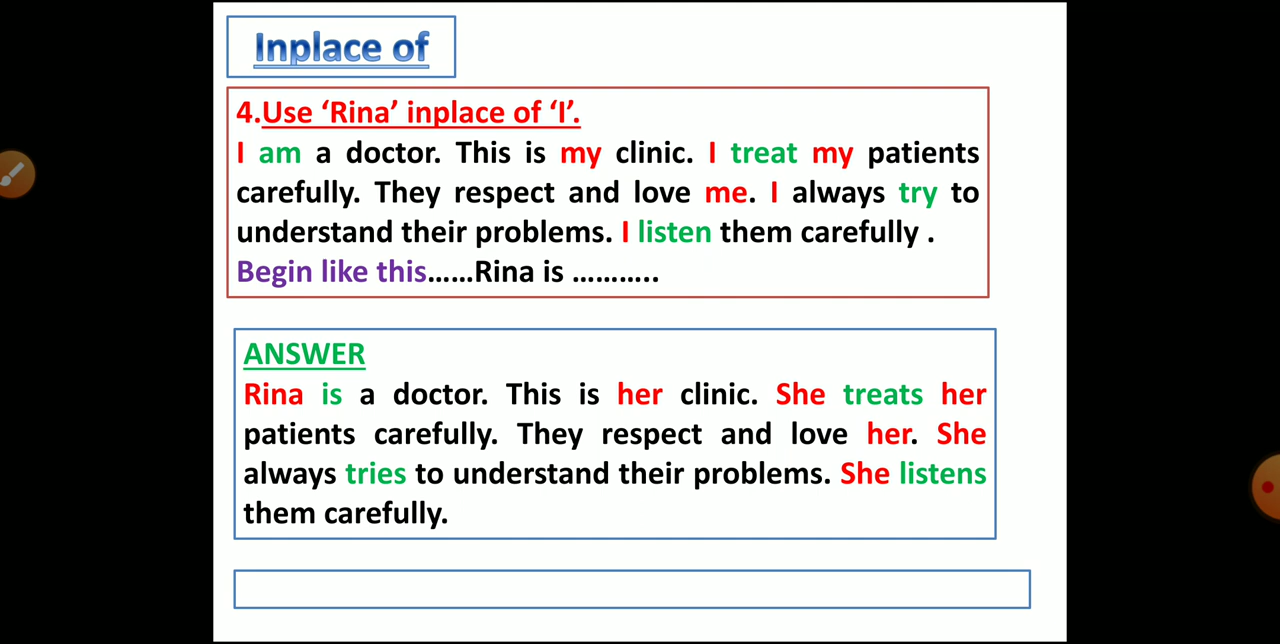 Inplace of
4.Use ‘Rina’ inplace of ‘I’.
I am a doctor. This is my clinic. I treat my patients
carefully. They respect and love me. I always try to
understand their problems. I listen them carefully .
Begin like this……Rina is ………..
ANSWER
Rina is a doctor. This is her clinic. She treats her
patients carefully. They respect and love her. She
always tries to understand their problems. She listens
them carefully.